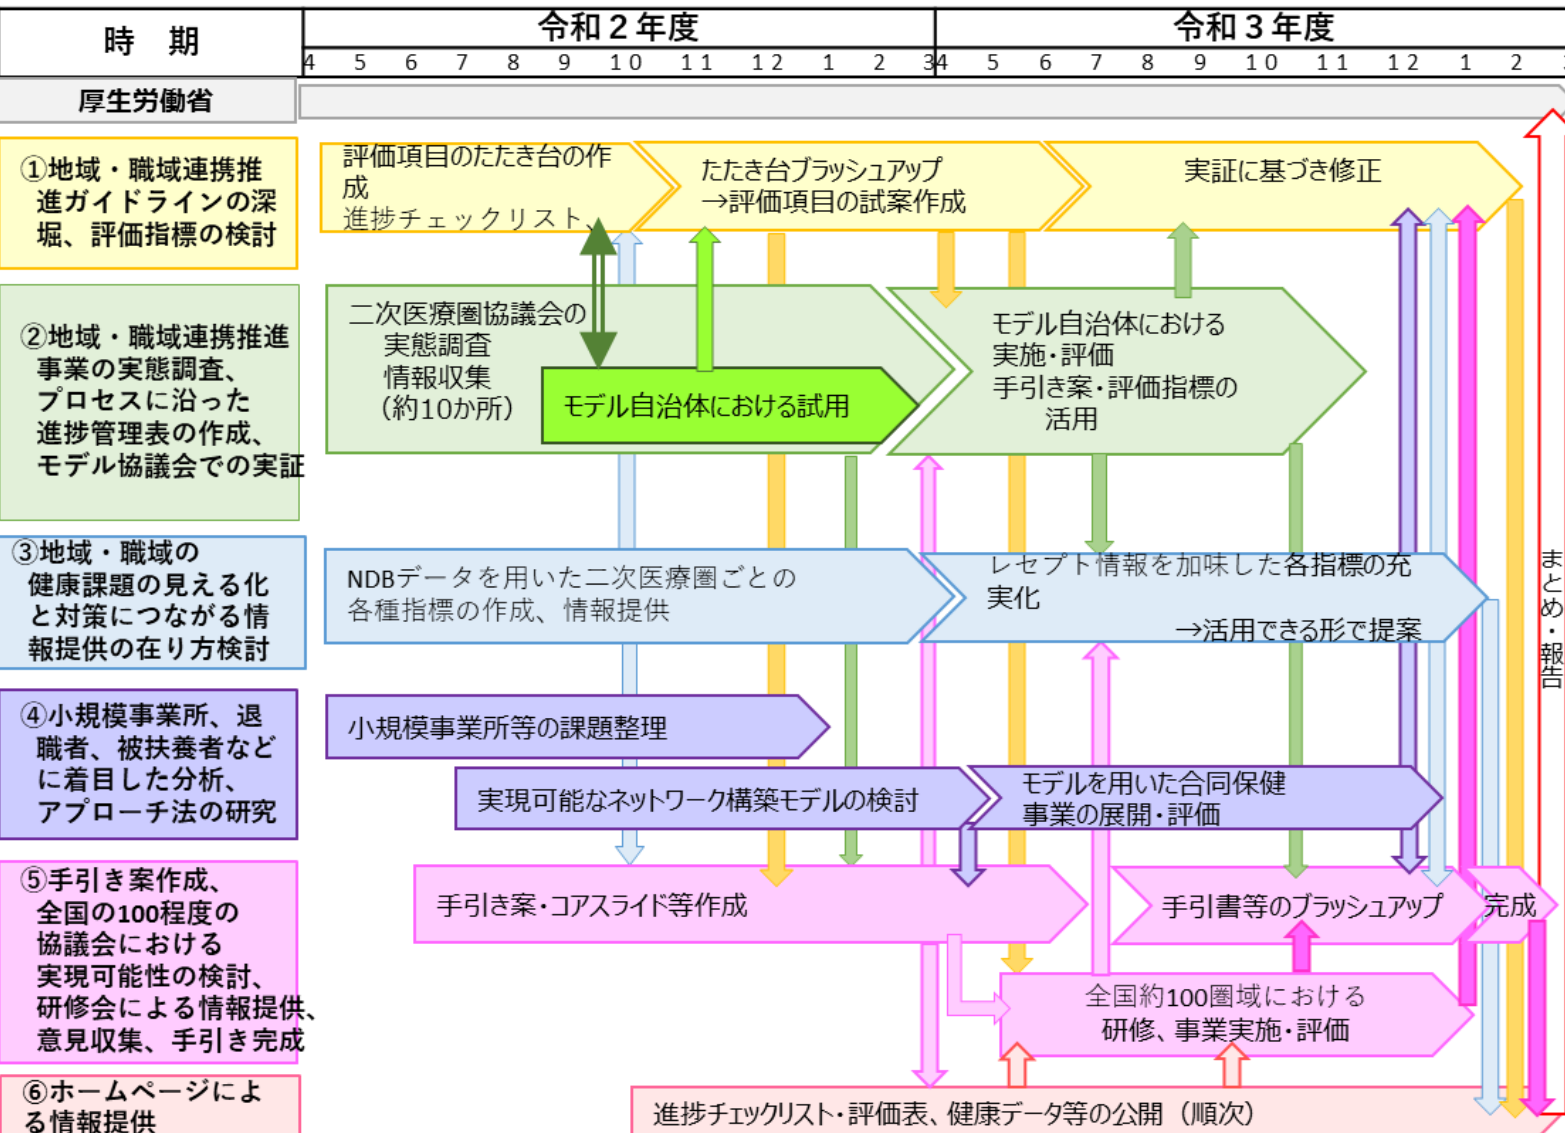 時　期
令和２年度
令和３年度
4 5 6 7 8 9 10 11 12 1 2 3 4 5 6 7 8 9 10 11 12 1 2
厚生労働省
①地域・職域連携推
進ガイドラインの深
堀、評価指標の検討
評価項目のたたき台の作
成
進捗チェックリスト、
たたき台ブラッシュアップ
→評価項目の試案作成
実証に基づき修正
②地域・職域連携推進
事業の実態調査、
プロセスに沿った
進捗管理表の作成、
モデル協議会での実証
二次医療圏協議会の
実態調査
情報収集
（約10か所）
モデル自治体における試用
モデル自治体における
実施・評価
手引き案・評価指標の
活用
③地域・職域の
健康課題の見える化
と対策につながる情
報提供の在り方検討
NDBデータを用いた二次医療圏ごとの
各種指標の作成、情報提供
レセプト情報を加味した各指標の充
実化
→活用できる形で提案
まとめ・報告
④小規模事業所、退
職者、被扶養者など
に着目した分析、
アプローチ法の研究
小規模事業所等の課題整理
実現可能なネットワーク構築モデルの検討
モデルを用いた合同保健
事業の展開・評価
⑤手引き案作成、
全国の100程度の
協議会における
実現可能性の検討、
研修会による情報提供、
意見収集、手引き完成
手引き案・コアスライド等作成
手引書等のブラッシュアップ
完成
全国約100圏域における
研修、事業実施・評価
⑥ホームページによ
る情報提供
進捗チェックリスト・評価表、健康データ等の公開（順次）